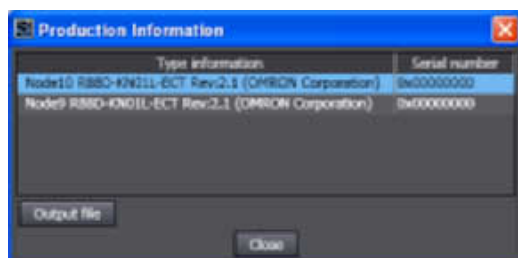 Production Information
Type information Serial number
Node10 R88D-KN01L-ECT Rev:2.1 (OMRON Corporation) 0x00000000
Node9 R88D-KN01L-ECT Rev:2.1 (OMRON Corporation) 0x00000000
Output file
Close